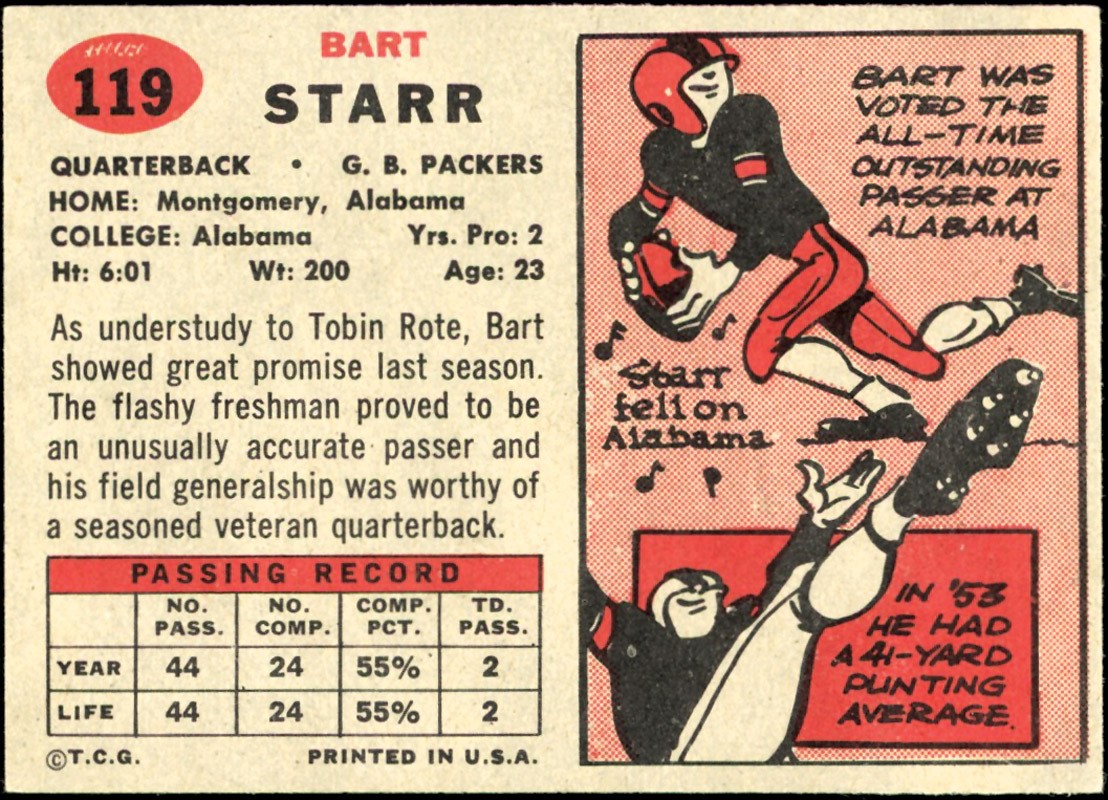 119
BART
STARR
QUARTERBACK • G. B. PACKERS
HOME: Montgomery, Alabama
COLLEGE: Alabama Yrs. Pro: 2
Ht: 6:01 Wt: 200 Age: 23
As understudy to Tobin Rote, Bart
showed great promise last season.
The flashy freshman proved to be
an unusually accurate passer and
his field generalship was worthy of
a seasoned veteran quarterback.
PASSING RECORD
NO. PASS. NO. COMP. COMP. PCT. TD. PASS.
YEAR 44 24 55% 2
LIFE 44 24 55% 2
©T.C.G. PRINTED IN U.S.A.
BART WAS
VOTED THE
ALL-TIME
OUTSTANDING
PASSER AT
ALABAMA
Starr
fell on
Alabama
IN '53
HE HAD
A 41-YARD
PUNTING
AVERAGE.